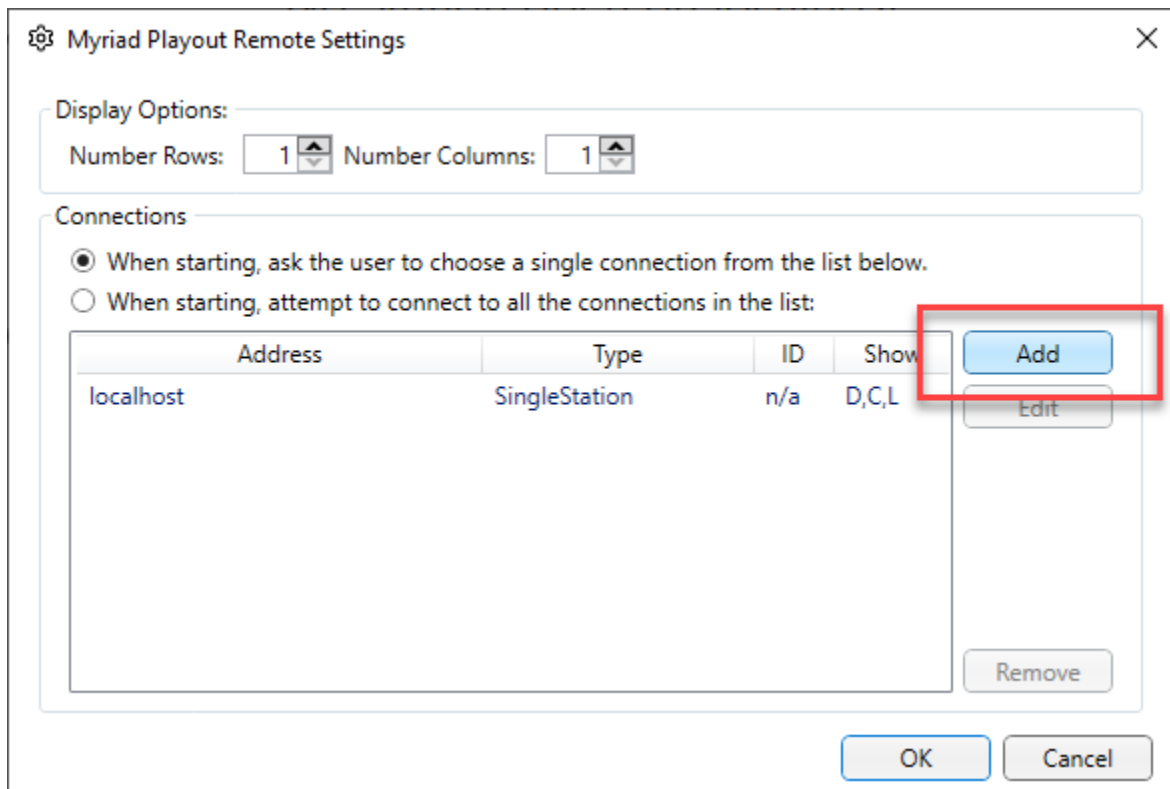 Myriad Playout Remote Settings
Display Options:
Number Rows: 1 Number Columns: 1
Connections
When starting, ask the user to choose a single connection from the list below.
When starting, attempt to connect to all the connections in the list:
Address Type ID Show Add
localhost SingleStation n/a D,C,L Edit
Remove
OK Cancel